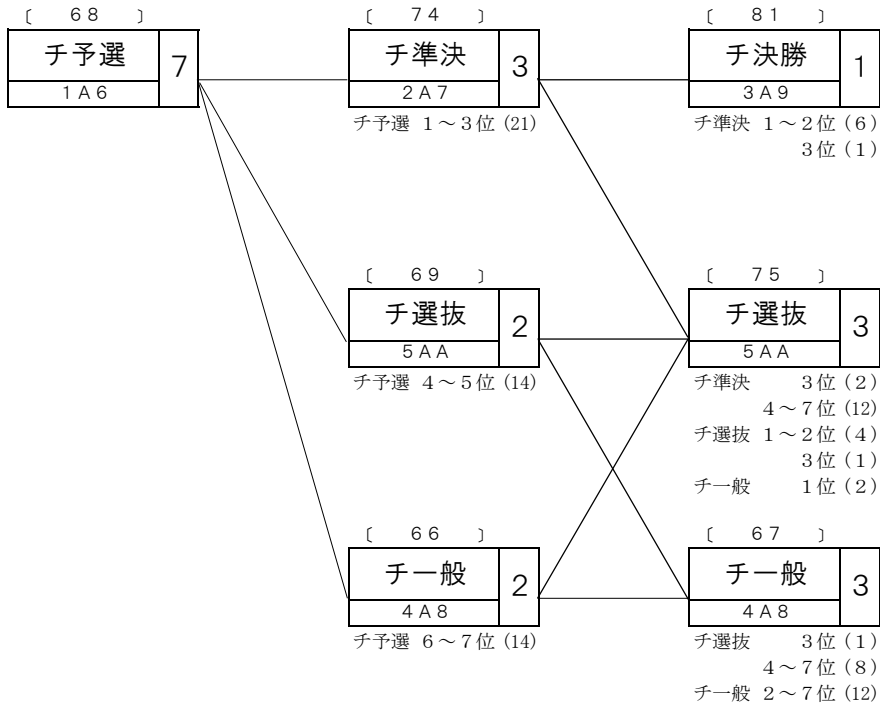 〔 68 〕
チ予選 7
1A6
〔 74 〕
チ準決 3
2A7
チ予選 1～3位 (21)
〔 81 〕
チ決勝 1
3A9
チ準決 1～2位 (6)
3位 (1)
〔 69 〕
チ選抜 2
5AA
チ予選 4～5位 (14)
〔 75 〕
チ選抜 3
5AA
チ準決 3位 (2)
4～7位 (12)
チ選抜 1～2位 (4)
3位 (1)
チ一般 1位 (2)
〔 66 〕
チ一般 2
4A8
チ予選 6～7位 (14)
〔 67 〕
チ一般 3
4A8
チ選抜 3位 (1)
4～7位 (8)
チ一般 2～7位 (12)